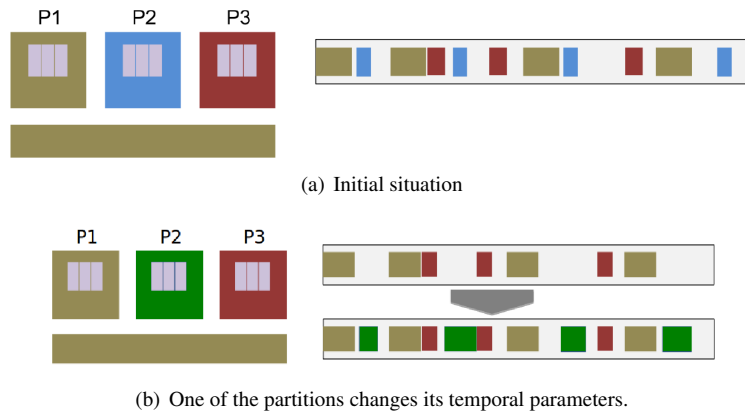 P1 P2 P3
(a) Initial situation
P1 P2 P3
(b) One of the partitions changes its temporal parameters.